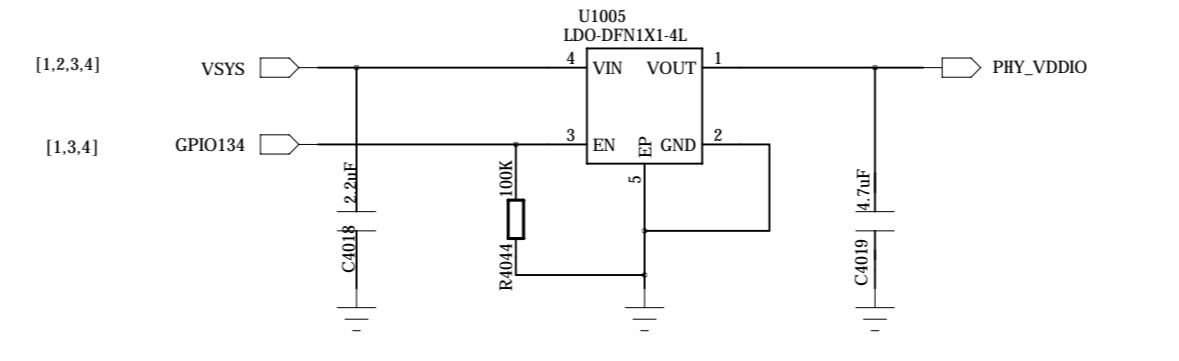 U1005
LDO-DFN1X1-4L
[1,2,3,4]
VSYS
4
VIN
VOUT
1
PHY_VDDIO
[1,3,4]
GPIO134
3
EN
EP
GND
2
5
2.2uF
C4018
100K
R4044
4.7uF
C4019